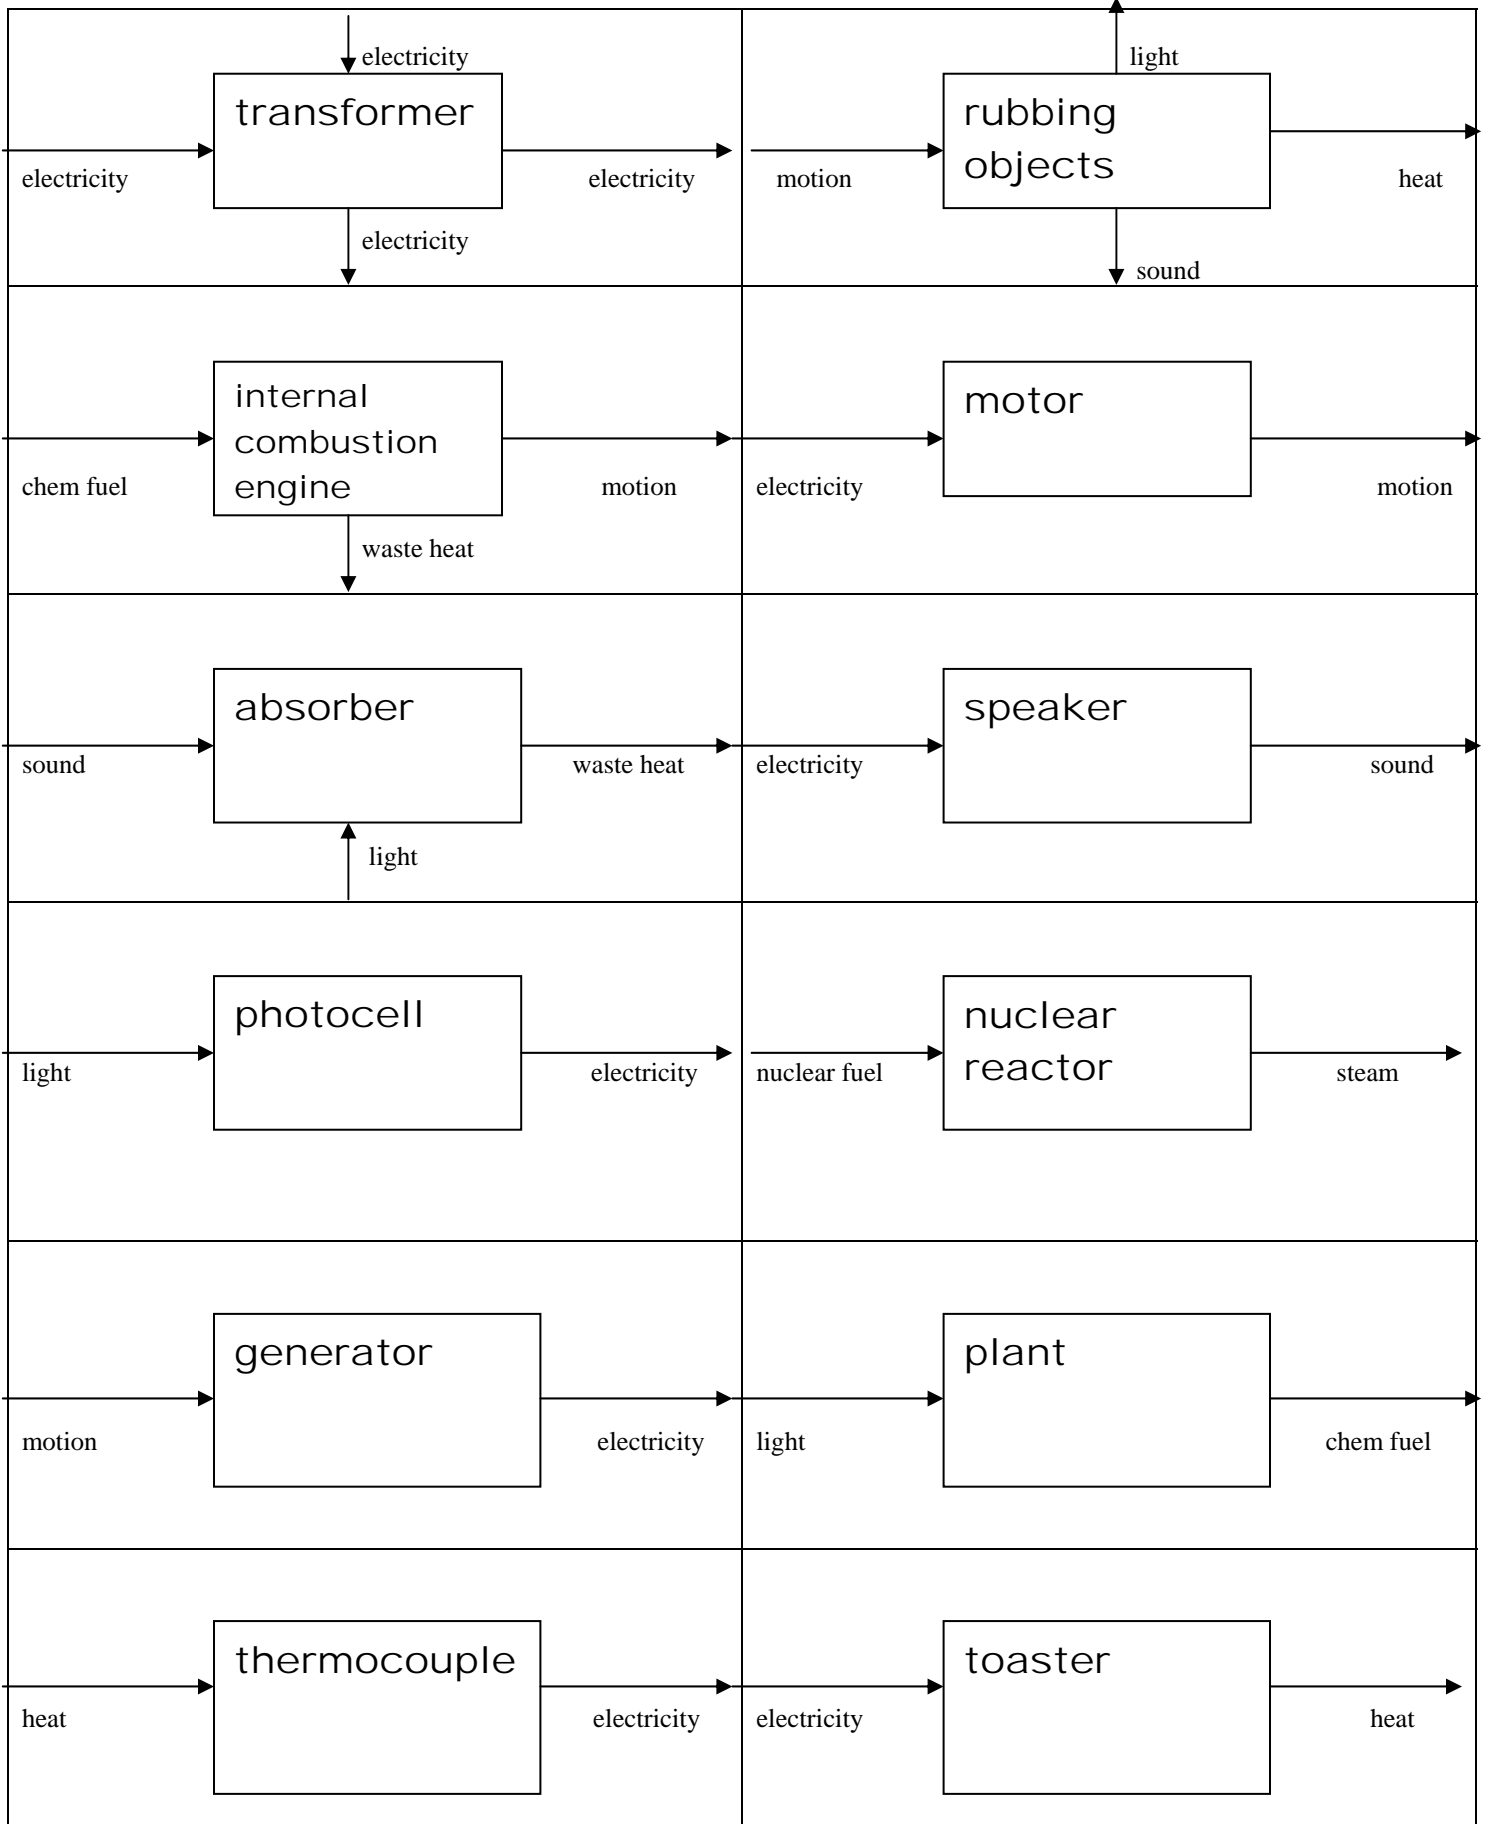 electricity
transformer
electricity
electricity
electricity
light
rubbing
objects
motion
heat
sound
internal
combustion
engine
chem fuel
motion
waste heat
motor
electricity
motion
absorber
sound
waste heat
light
speaker
electricity
sound
photocell
light
electricity
nuclear
reactor
nuclear fuel
steam
generator
motion
electricity
plant
light
chem fuel
thermocouple
heat
electricity
toaster
electricity
heat